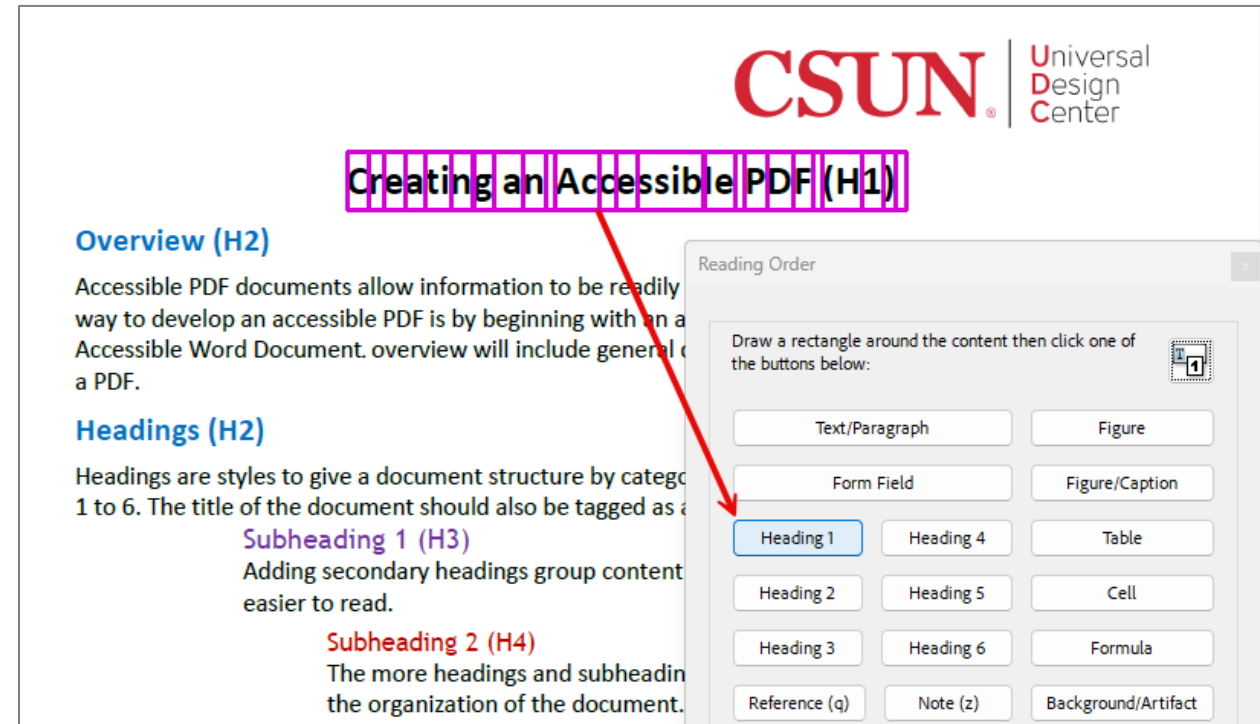 CSUN®
Universal
Design
Center
Creating an Accessible PDF (H1)
Overview (H2)
Accessible PDF documents allow information to be readily
way to develop an accessible PDF is by beginning with an a
Accessible Word Document. overview will include general
a PDF.
Headings (H2)
Headings are styles to give a document structure by catego
1 to 6. The title of the document should also be tagged as a
Subheading 1 (H3)
Adding secondary headings group content
easier to read.
Subheading 2 (H4)
The more headings and subheadin
the organization of the document.
Reading Order
x
Draw a rectangle around the content then click one of
the buttons below:
T 1
Text/Paragraph Figure
Form Field Figure/Caption
Heading 1 Heading 4 Table
Heading 2 Heading 5 Cell
Heading 3 Heading 6 Formula
Reference (q) Note (z) Background/Artifact